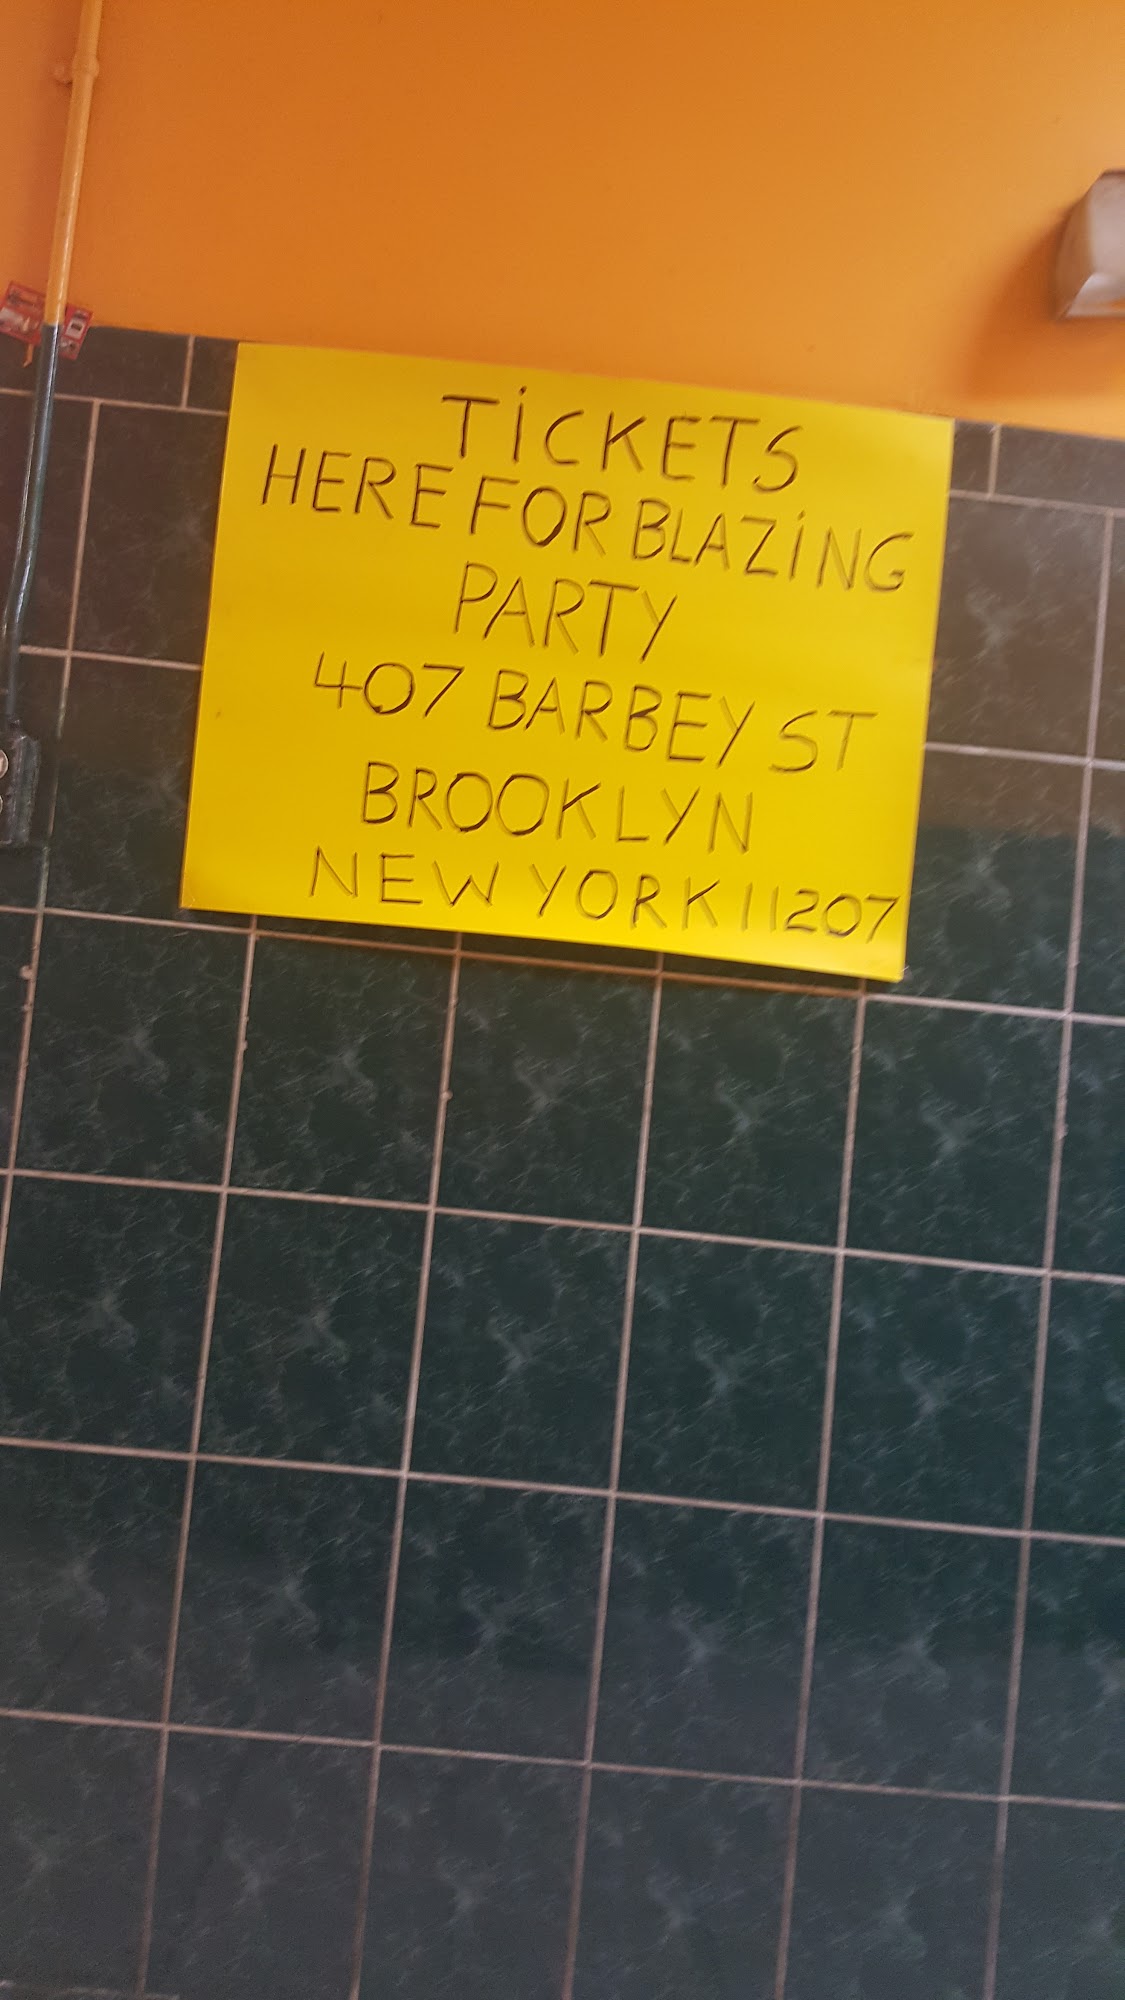 TiCKETS
HERE FOR BLAZiNG
PARTY
407 BARBEY ST
BROOKLYN
NEW YORK 11207